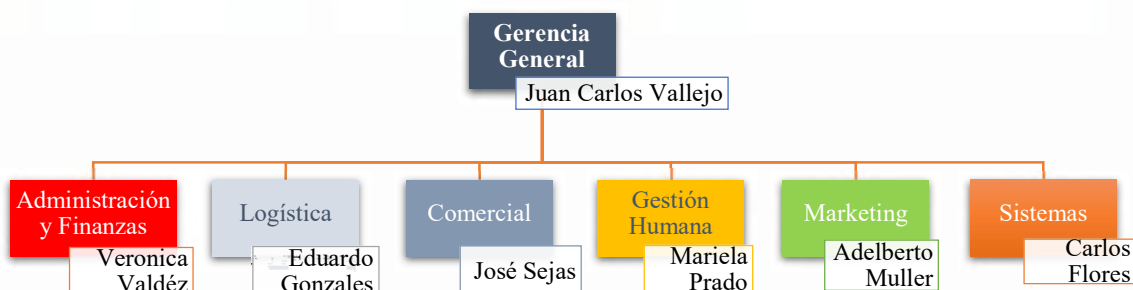 Gerencia
General
Juan Carlos Vallejo
Administración
y Finanzas
Veronica
Valdéz
Logística
Eduardo
Gonzales
Comercial
José Sejas
Gestión
Humana
Mariela
Prado
Marketing
Adelberto
Muller
Sistemas
Carlos
Flores